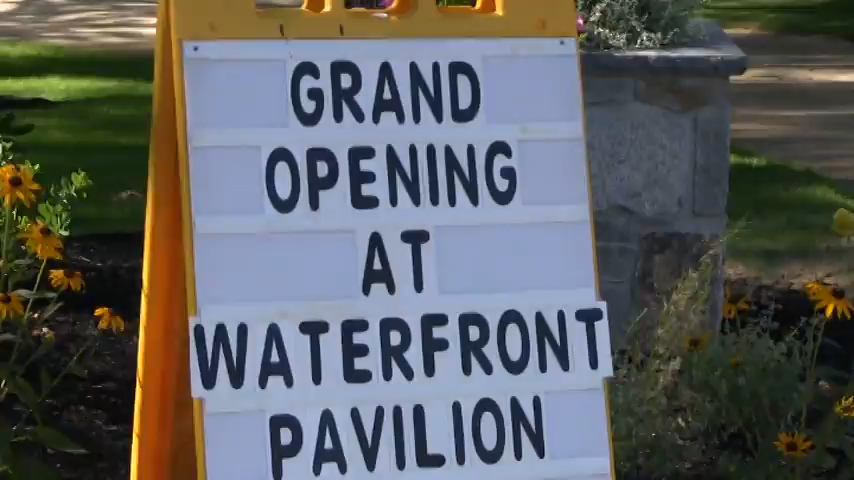 GRAND
OPENING
AT
WATERFRONT
PAVILION